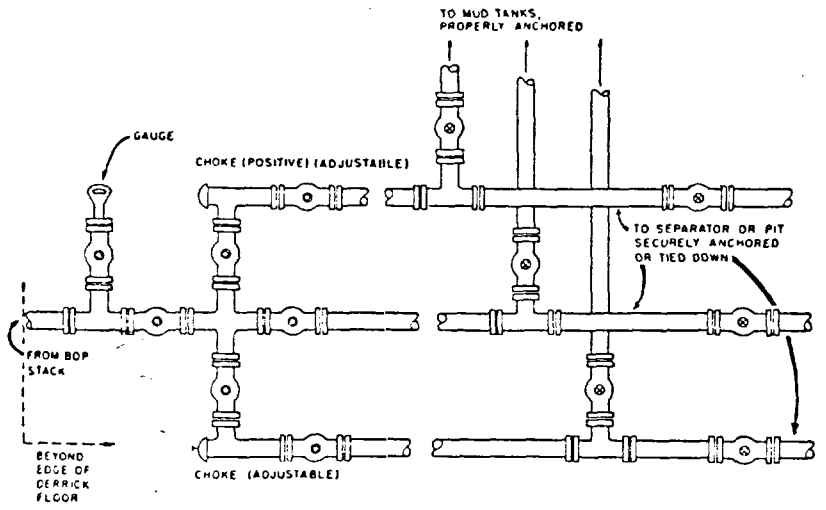 TO MUD TANKS,
PROPERLY ANCHORED
GAUGE
CHOKE (POSITIVE) (ADJUSTABLE)
TO SEPARATOR OR PIT
SECURELY ANCHORED
OR TIED DOWN
FROM BOP
STACK
BEYOND
EDGE OF
DERRICK
FLOOR
CHOKE (ADJUSTABLE)